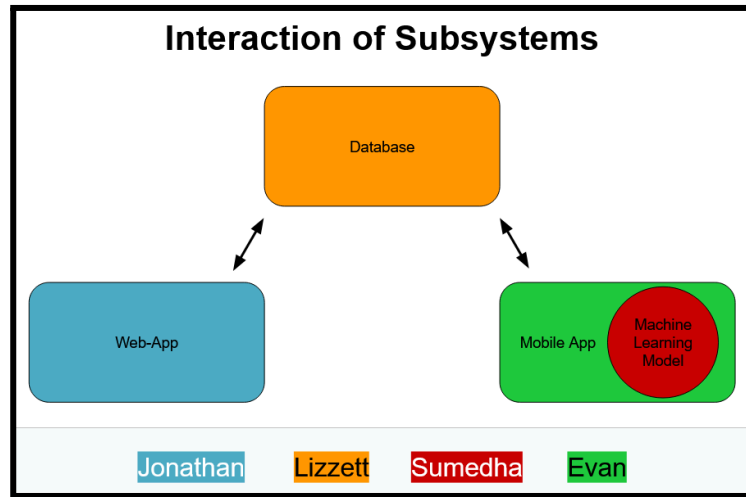 Interaction of Subsystems
Database
Web-App
Mobile App
Machine
Learning
Model
Jonathan
Lizzett
Sumedha
Evan